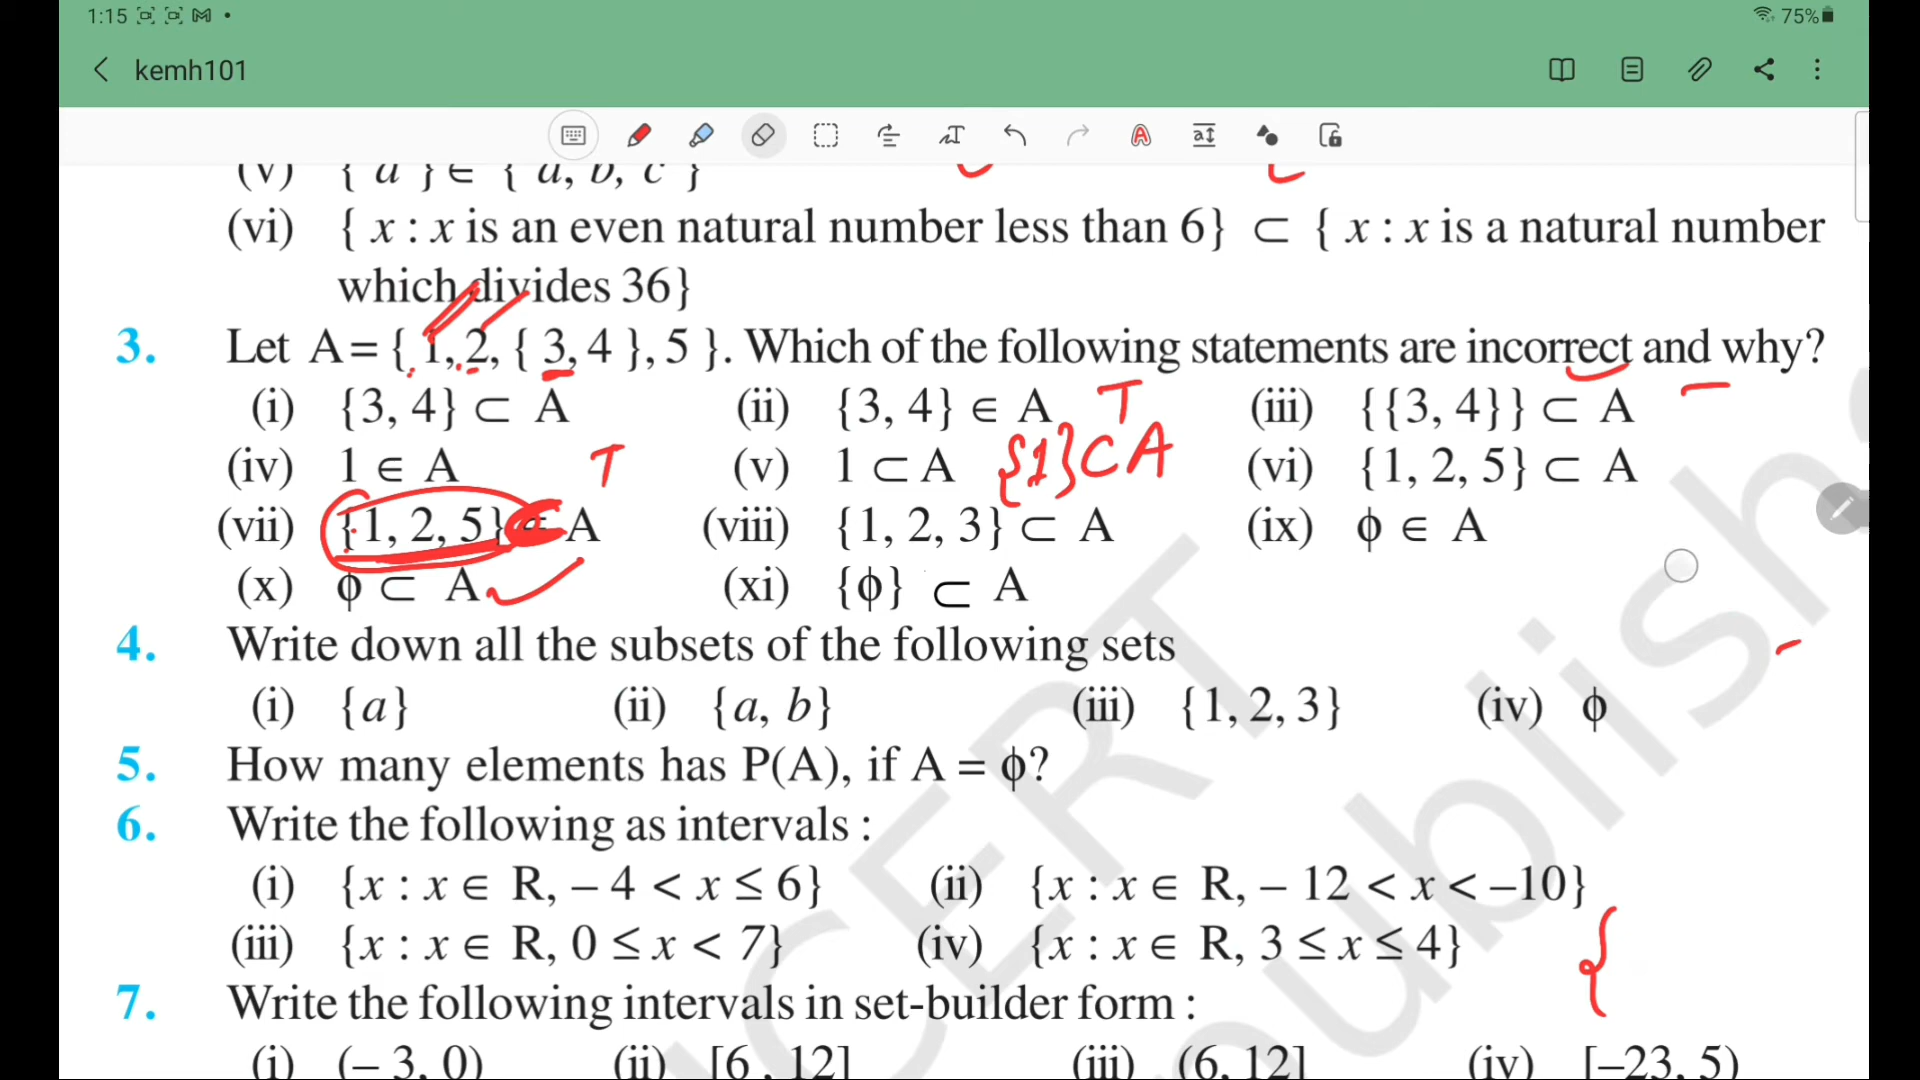 1:15
75%
kemh101
(v) { a } ∈ { a, b, c }
(vi) { x : x is an even natural number less than 6} ⊂ { x : x is a natural number
which divides 36}
3. Let A = { 1, 2, { 3, 4 }, 5 }. Which of the following statements are incorrect and why?
(i) {3, 4} ⊂ A (ii) {3, 4} ∈ A T (iii) {{3, 4}} ⊂ A
(iv) 1 ∈ A T (v) 1 ⊂ A {1}⊂A (vi) {1, 2, 5} ⊂ A
(vii) {1, 2, 5} ∈ A (viii) {1, 2, 3} ⊂ A (ix) ϕ ∈ A
(x) ϕ ⊂ A (xi) {ϕ} ⊂ A
4. Write down all the subsets of the following sets
(i) {a} (ii) {a, b} (iii) {1, 2, 3} (iv) ϕ
5. How many elements has P(A), if A = ϕ?
6. Write the following as intervals :
(i) {x : x ∈ R, – 4 < x ≤ 6} (ii) {x : x ∈ R, – 12 < x < –10}
(iii) {x : x ∈ R, 0 ≤ x < 7} (iv) {x : x ∈ R, 3 ≤ x ≤ 4} {
7. Write the following intervals in set-builder form :
(i) (– 3, 0) (ii) [6 , 12] (iii) (6, 12] (iv) [–23, 5)